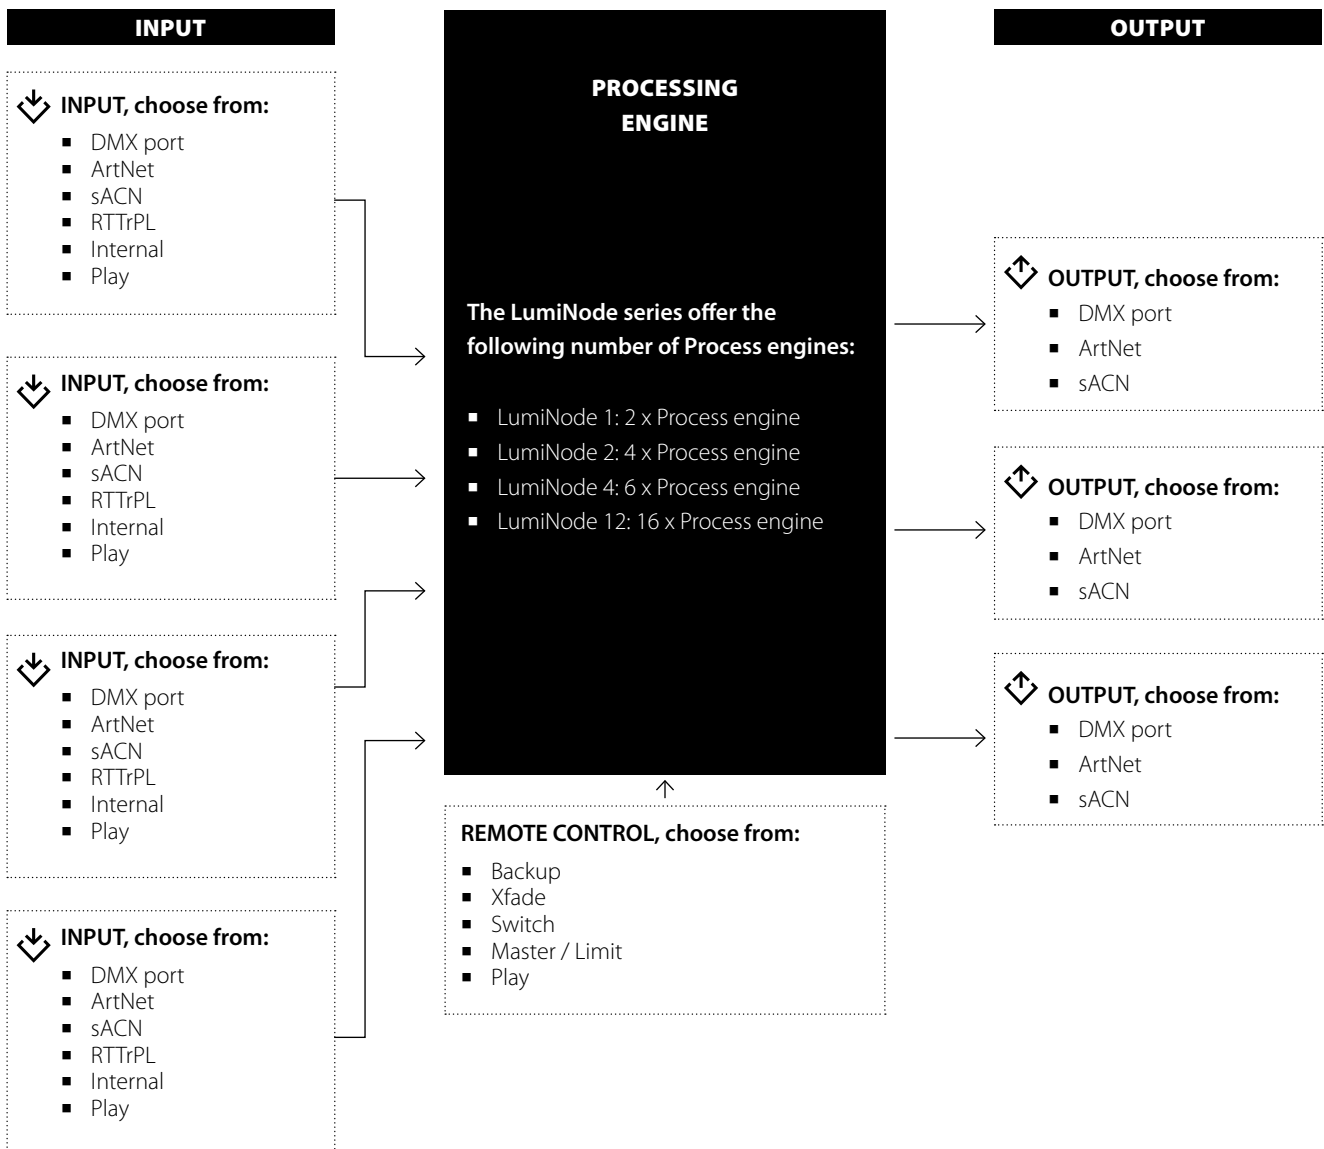 INPUT
INPUT, choose from:
▪ DMX port
▪ ArtNet
▪ sACN
▪ RTTrPL
▪ Internal
▪ Play
INPUT, choose from:
▪ DMX port
▪ ArtNet
▪ sACN
▪ RTTrPL
▪ Internal
▪ Play
INPUT, choose from:
▪ DMX port
▪ ArtNet
▪ sACN
▪ RTTrPL
▪ Internal
▪ Play
INPUT, choose from:
▪ DMX port
▪ ArtNet
▪ sACN
▪ RTTrPL
▪ Internal
▪ Play
PROCESSING
ENGINE
The LumiNode series offer the
following number of Process engines:
▪ LumiNode 1: 2 x Process engine
▪ LumiNode 2: 4 x Process engine
▪ LumiNode 4: 6 x Process engine
▪ LumiNode 12: 16 x Process engine
REMOTE CONTROL, choose from:
▪ Backup
▪ Xfade
▪ Switch
▪ Master / Limit
▪ Play
OUTPUT
OUTPUT, choose from:
▪ DMX port
▪ ArtNet
▪ sACN
OUTPUT, choose from:
▪ DMX port
▪ ArtNet
▪ sACN
OUTPUT, choose from:
▪ DMX port
▪ ArtNet
▪ sACN